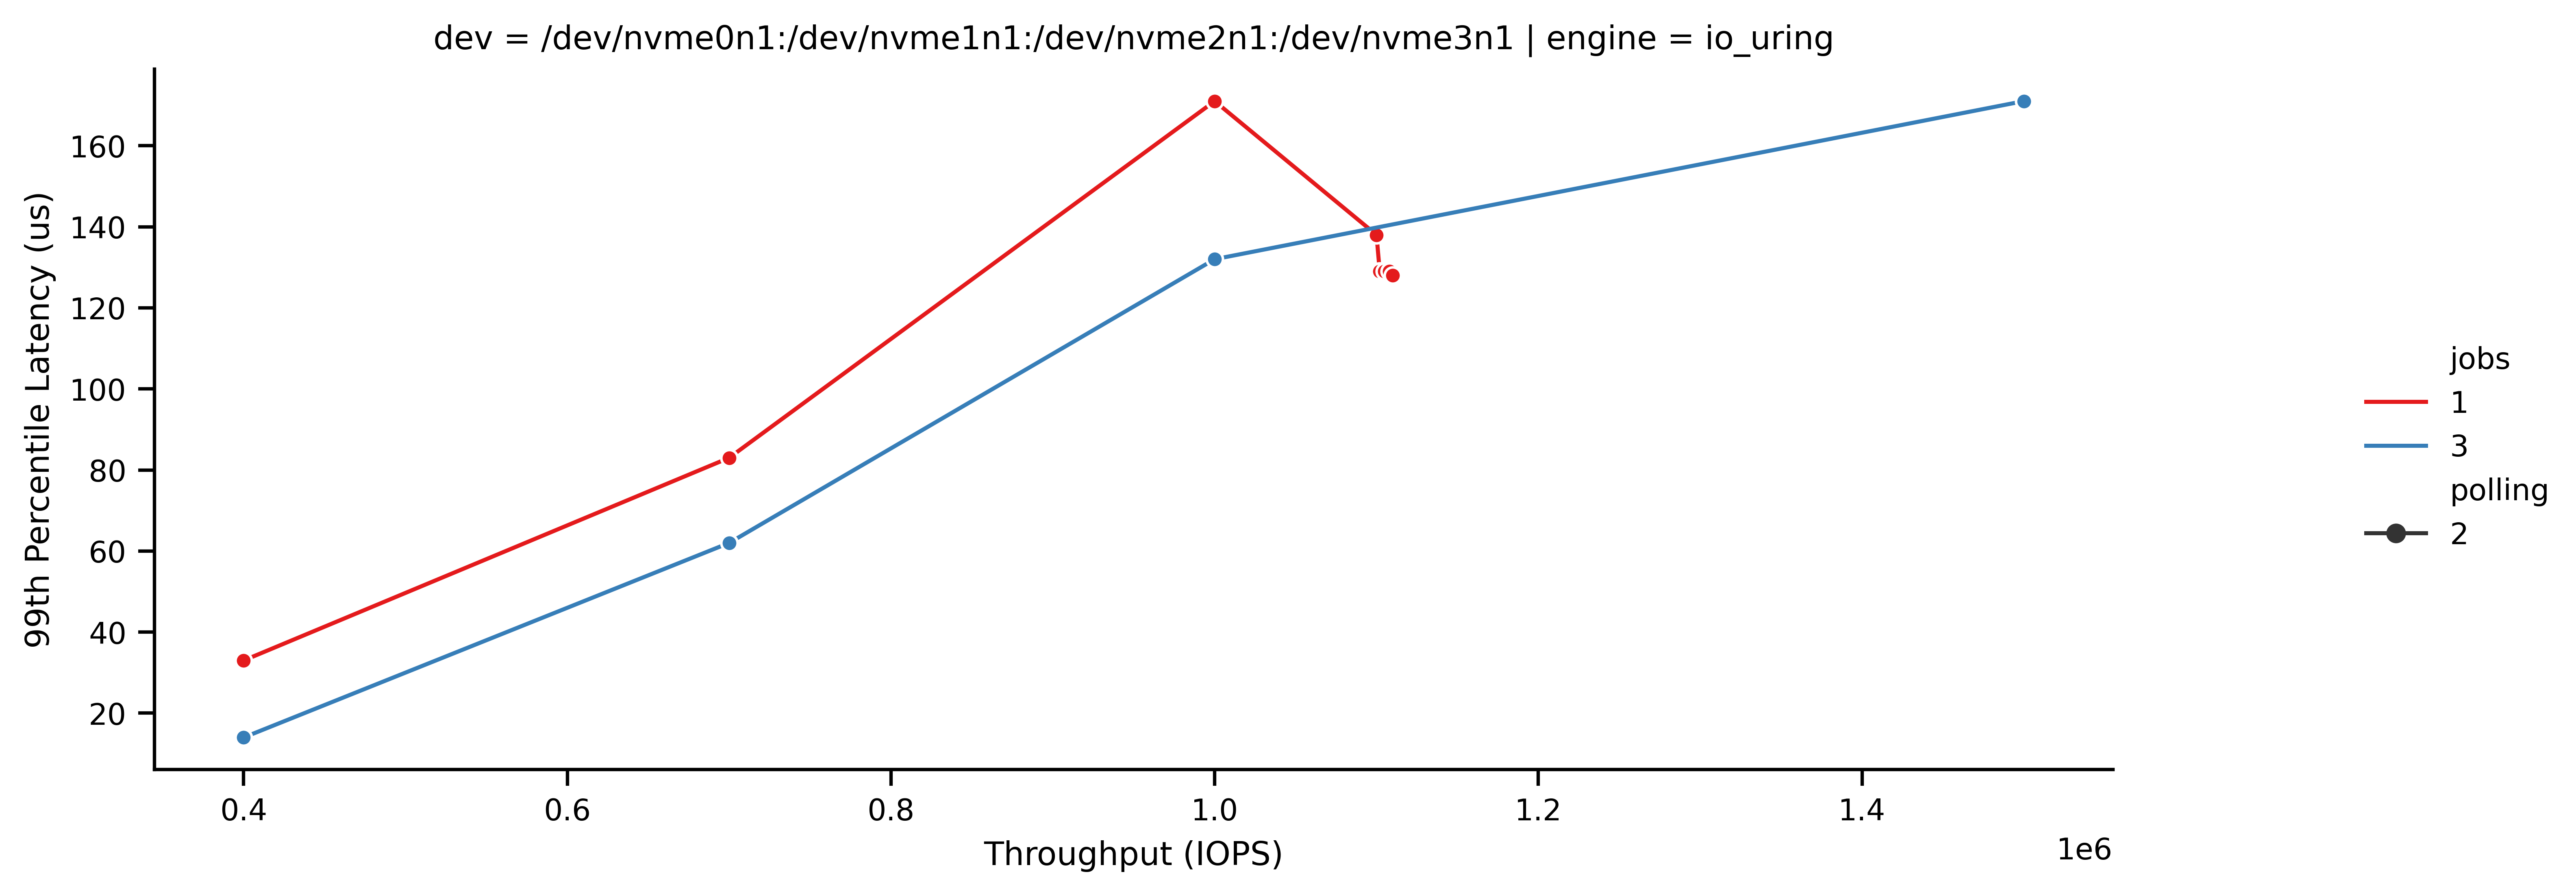 dev = /dev/nvme0n1:/dev/nvme1n1:/dev/nvme2n1:/dev/nvme3n1 | engine = io_uring
99th Percentile Latency (us)
160
140
120
100
80
60
40
20
0.4 0.6 0.8 1.0 1.2 1.4
1e6
Throughput (IOPS)
jobs
1
3
polling
2